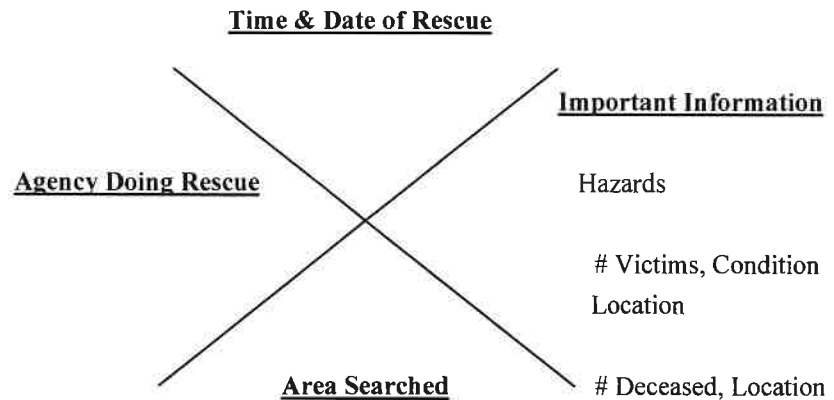 Time & Date of Rescue
Important Information
Agency Doing Rescue
Hazards
# Victims, Condition
Location
Area Searched
# Deceased, Location